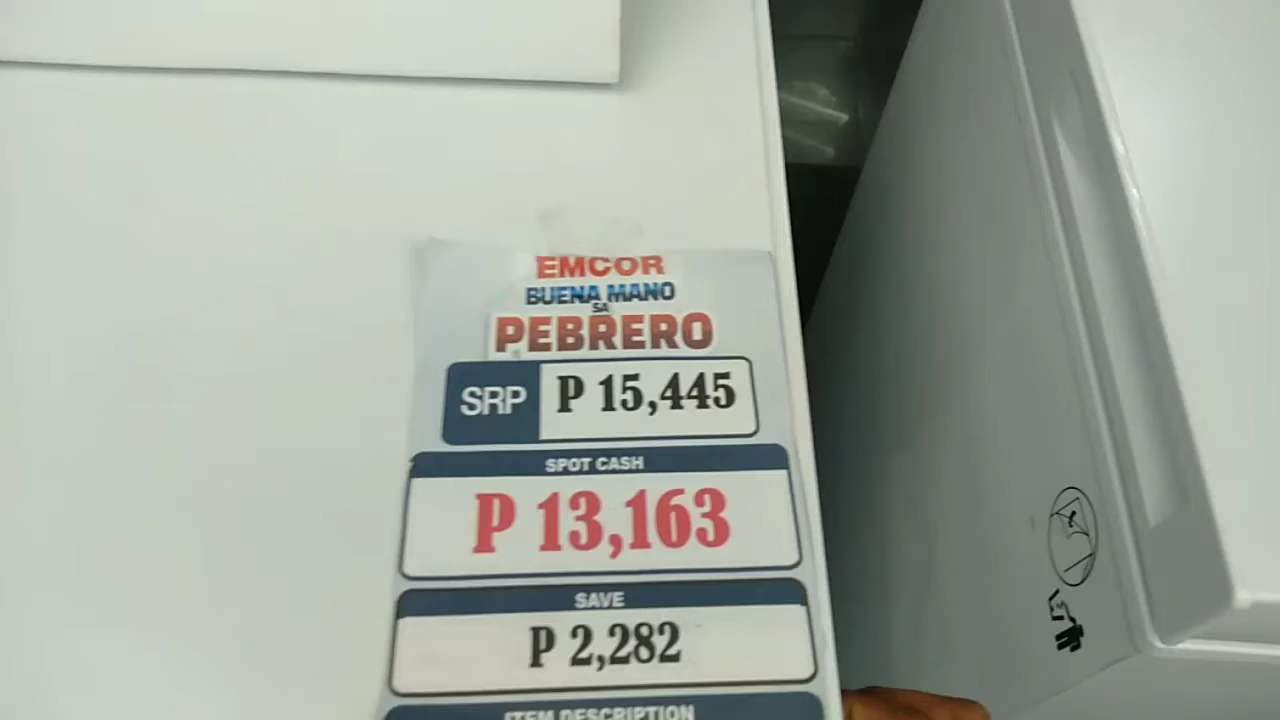 EMCOR
BUENA MANO
SA
PEBRERO
SRP P 15,445
SPOT CASH
P 13,163
SAVE
P 2,282
ITEM DESCRIPTION